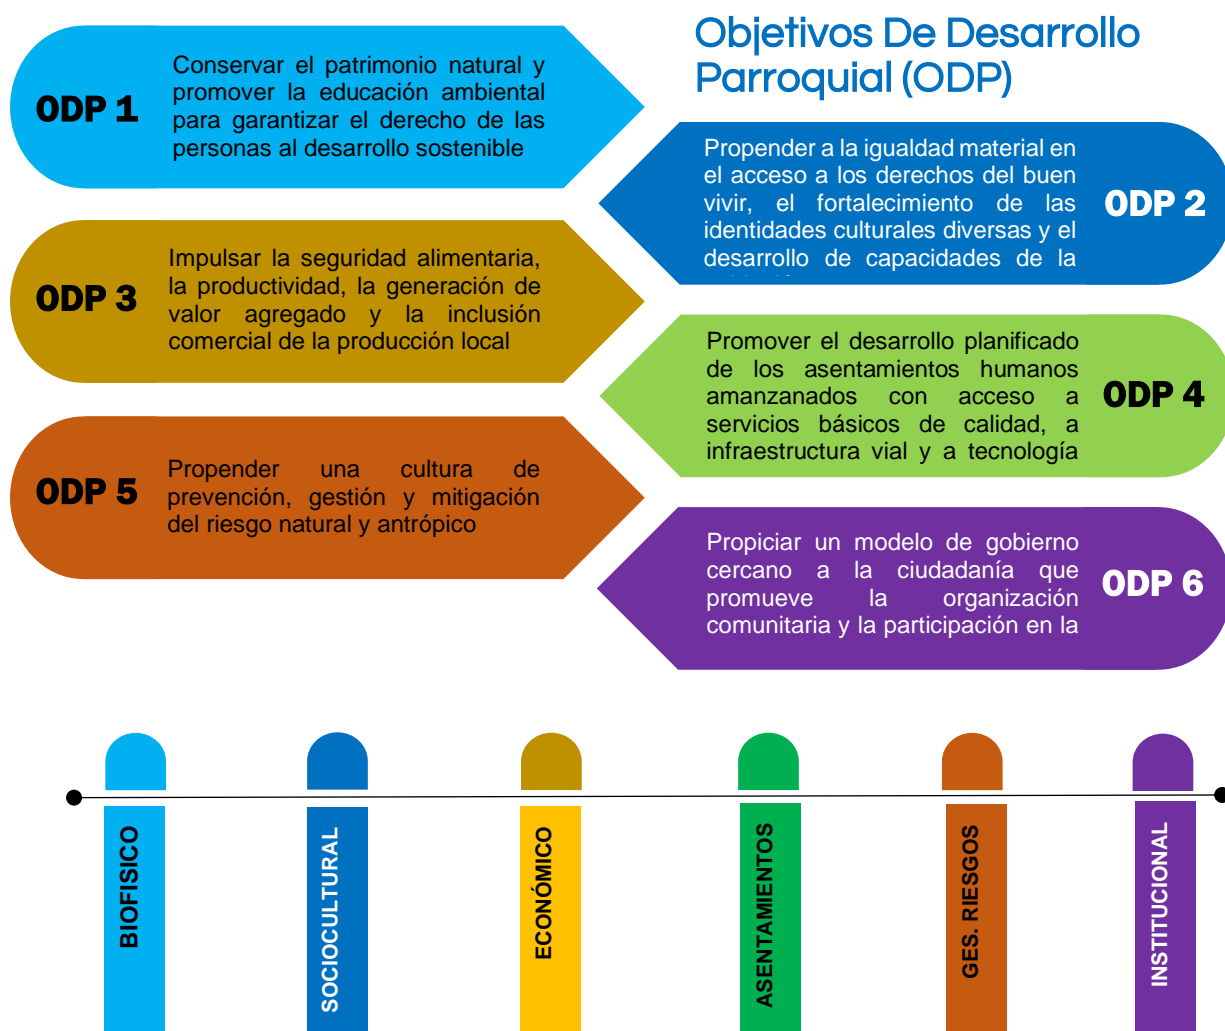 Objetivos De Desarrollo
Parroquial (ODP)
ODP 1
Conservar el patrimonio natural y
promover la educación ambiental
para garantizar el derecho de las
personas al desarrollo sostenible
ODP 2
Propender a la igualdad material en
el acceso a los derechos del buen
vivir, el fortalecimiento de las
identidades culturales diversas y el
desarrollo de capacidades de la
ODP 3
Impulsar la seguridad alimentaria,
la productividad, la generación de
valor agregado y la inclusión
comercial de la producción local
ODP 4
Promover el desarrollo planificado
de los asentamientos humanos
amanzanados con acceso a
servicios básicos de calidad, a
infraestructura vial y a tecnología
ODP 5
Propender una cultura de
prevención, gestión y mitigación
del riesgo natural y antrópico
ODP 6
Propiciar un modelo de gobierno
cercano a la ciudadanía que
promueve la organización
comunitaria y la participación en la
BIOFISICO
SOCIOCULTURAL
ECONÓMICO
ASENTAMIENTOS
GES. RIESGOS
INSTITUCIONAL